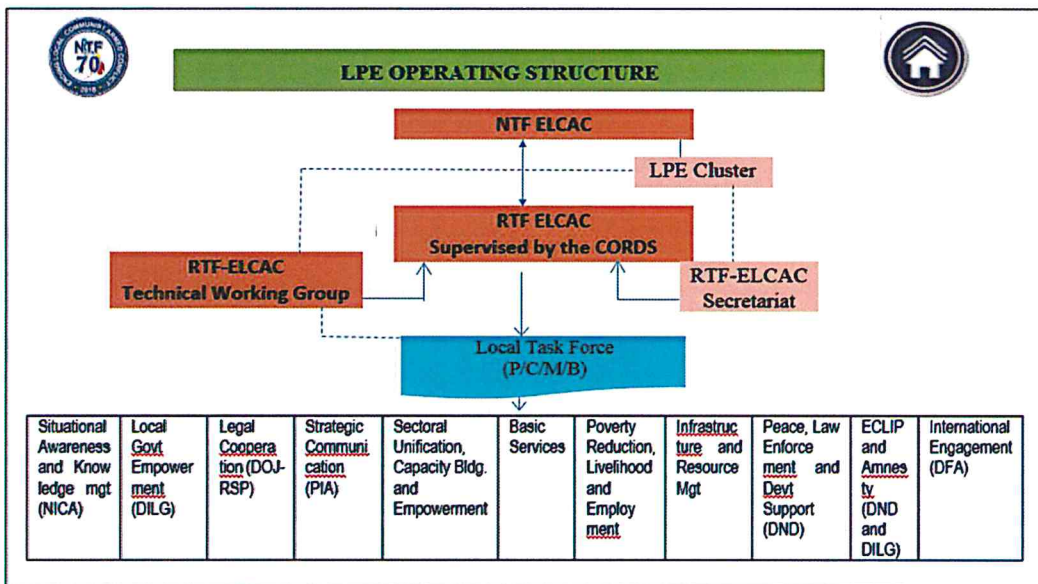 NTF
70
2018
LPE OPERATING STRUCTURE
NTF ELCAC
LPE Cluster
RTF ELCAC
Supervised by the CORDS
RTF-ELCAC
Technical Working Group
RTF-ELCAC
Secretariat
Local Task Force
(P/C/M/B)
Situational
Awareness
and Know
ledge mgt
(NICA)
Local
Govt
Empower
ment
(DILG)
Legal
Coopera
tion (DOJ-
RSP)
Strategic
Communi
cation
(PIA)
Sectoral
Unification,
Capacity Bldg.
and
Empowerment
Basic
Services
Poverty
Reduction,
Livelihood
and
Employ
ment
Infrastruc
ture and
Resource
Mgt
Peace, Law
Enforce
ment and
Devt
Support
(DND)
ECLIP
and
Amnes
ty
(DND
and
DILG)
International
Engagement
(DFA)